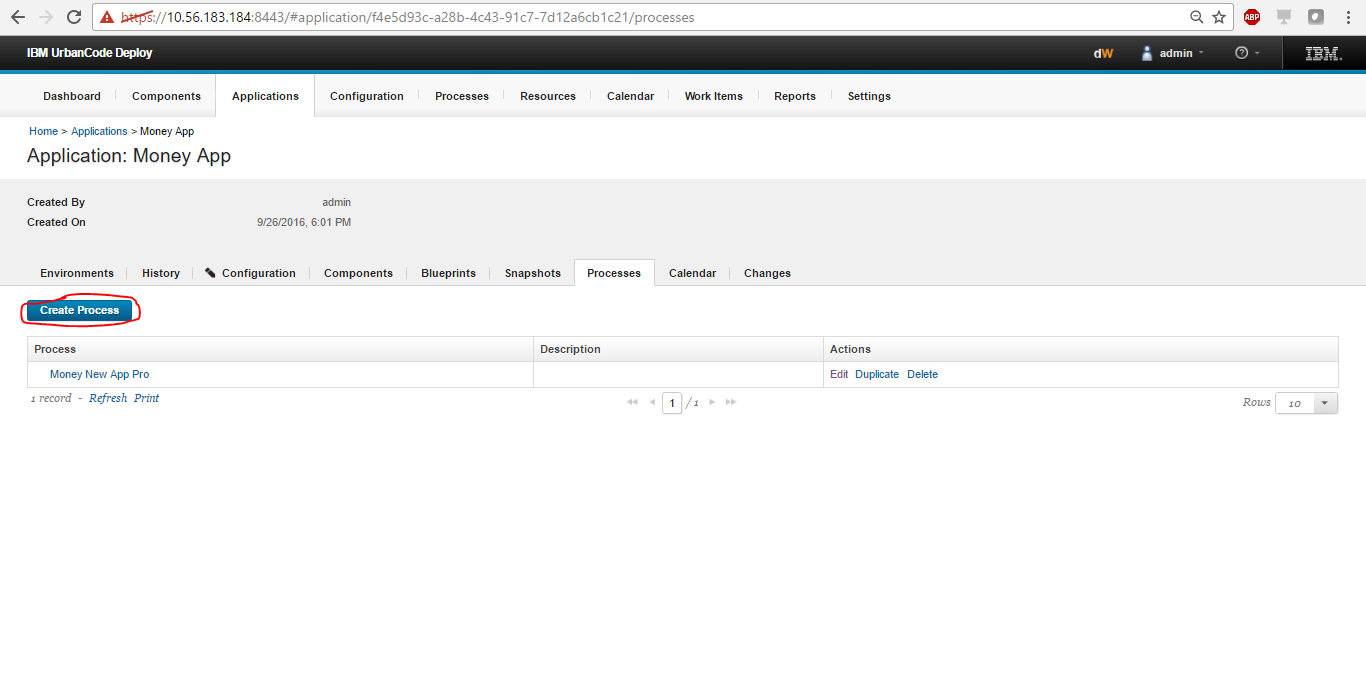 https://10.56.183.184:8443/#application/f4e5d93c-a28b-4c43-91c7-7d12a6cb1c21/processes ABP
IBM UrbanCode Deploy dW admin ? IBM.
Dashboard Components Applications Configuration Processes Resources Calendar Work Items Reports Settings
Home > Applications > Money App
Application: Money App
Created By admin
Created On 9/26/2016, 6:01 PM
Environments History Configuration Components Blueprints Snapshots Processes Calendar Changes
Create Process
Process Description Actions
Money New App Pro Edit Duplicate Delete
1 record - Refresh Print 1 / 1 Rows 10